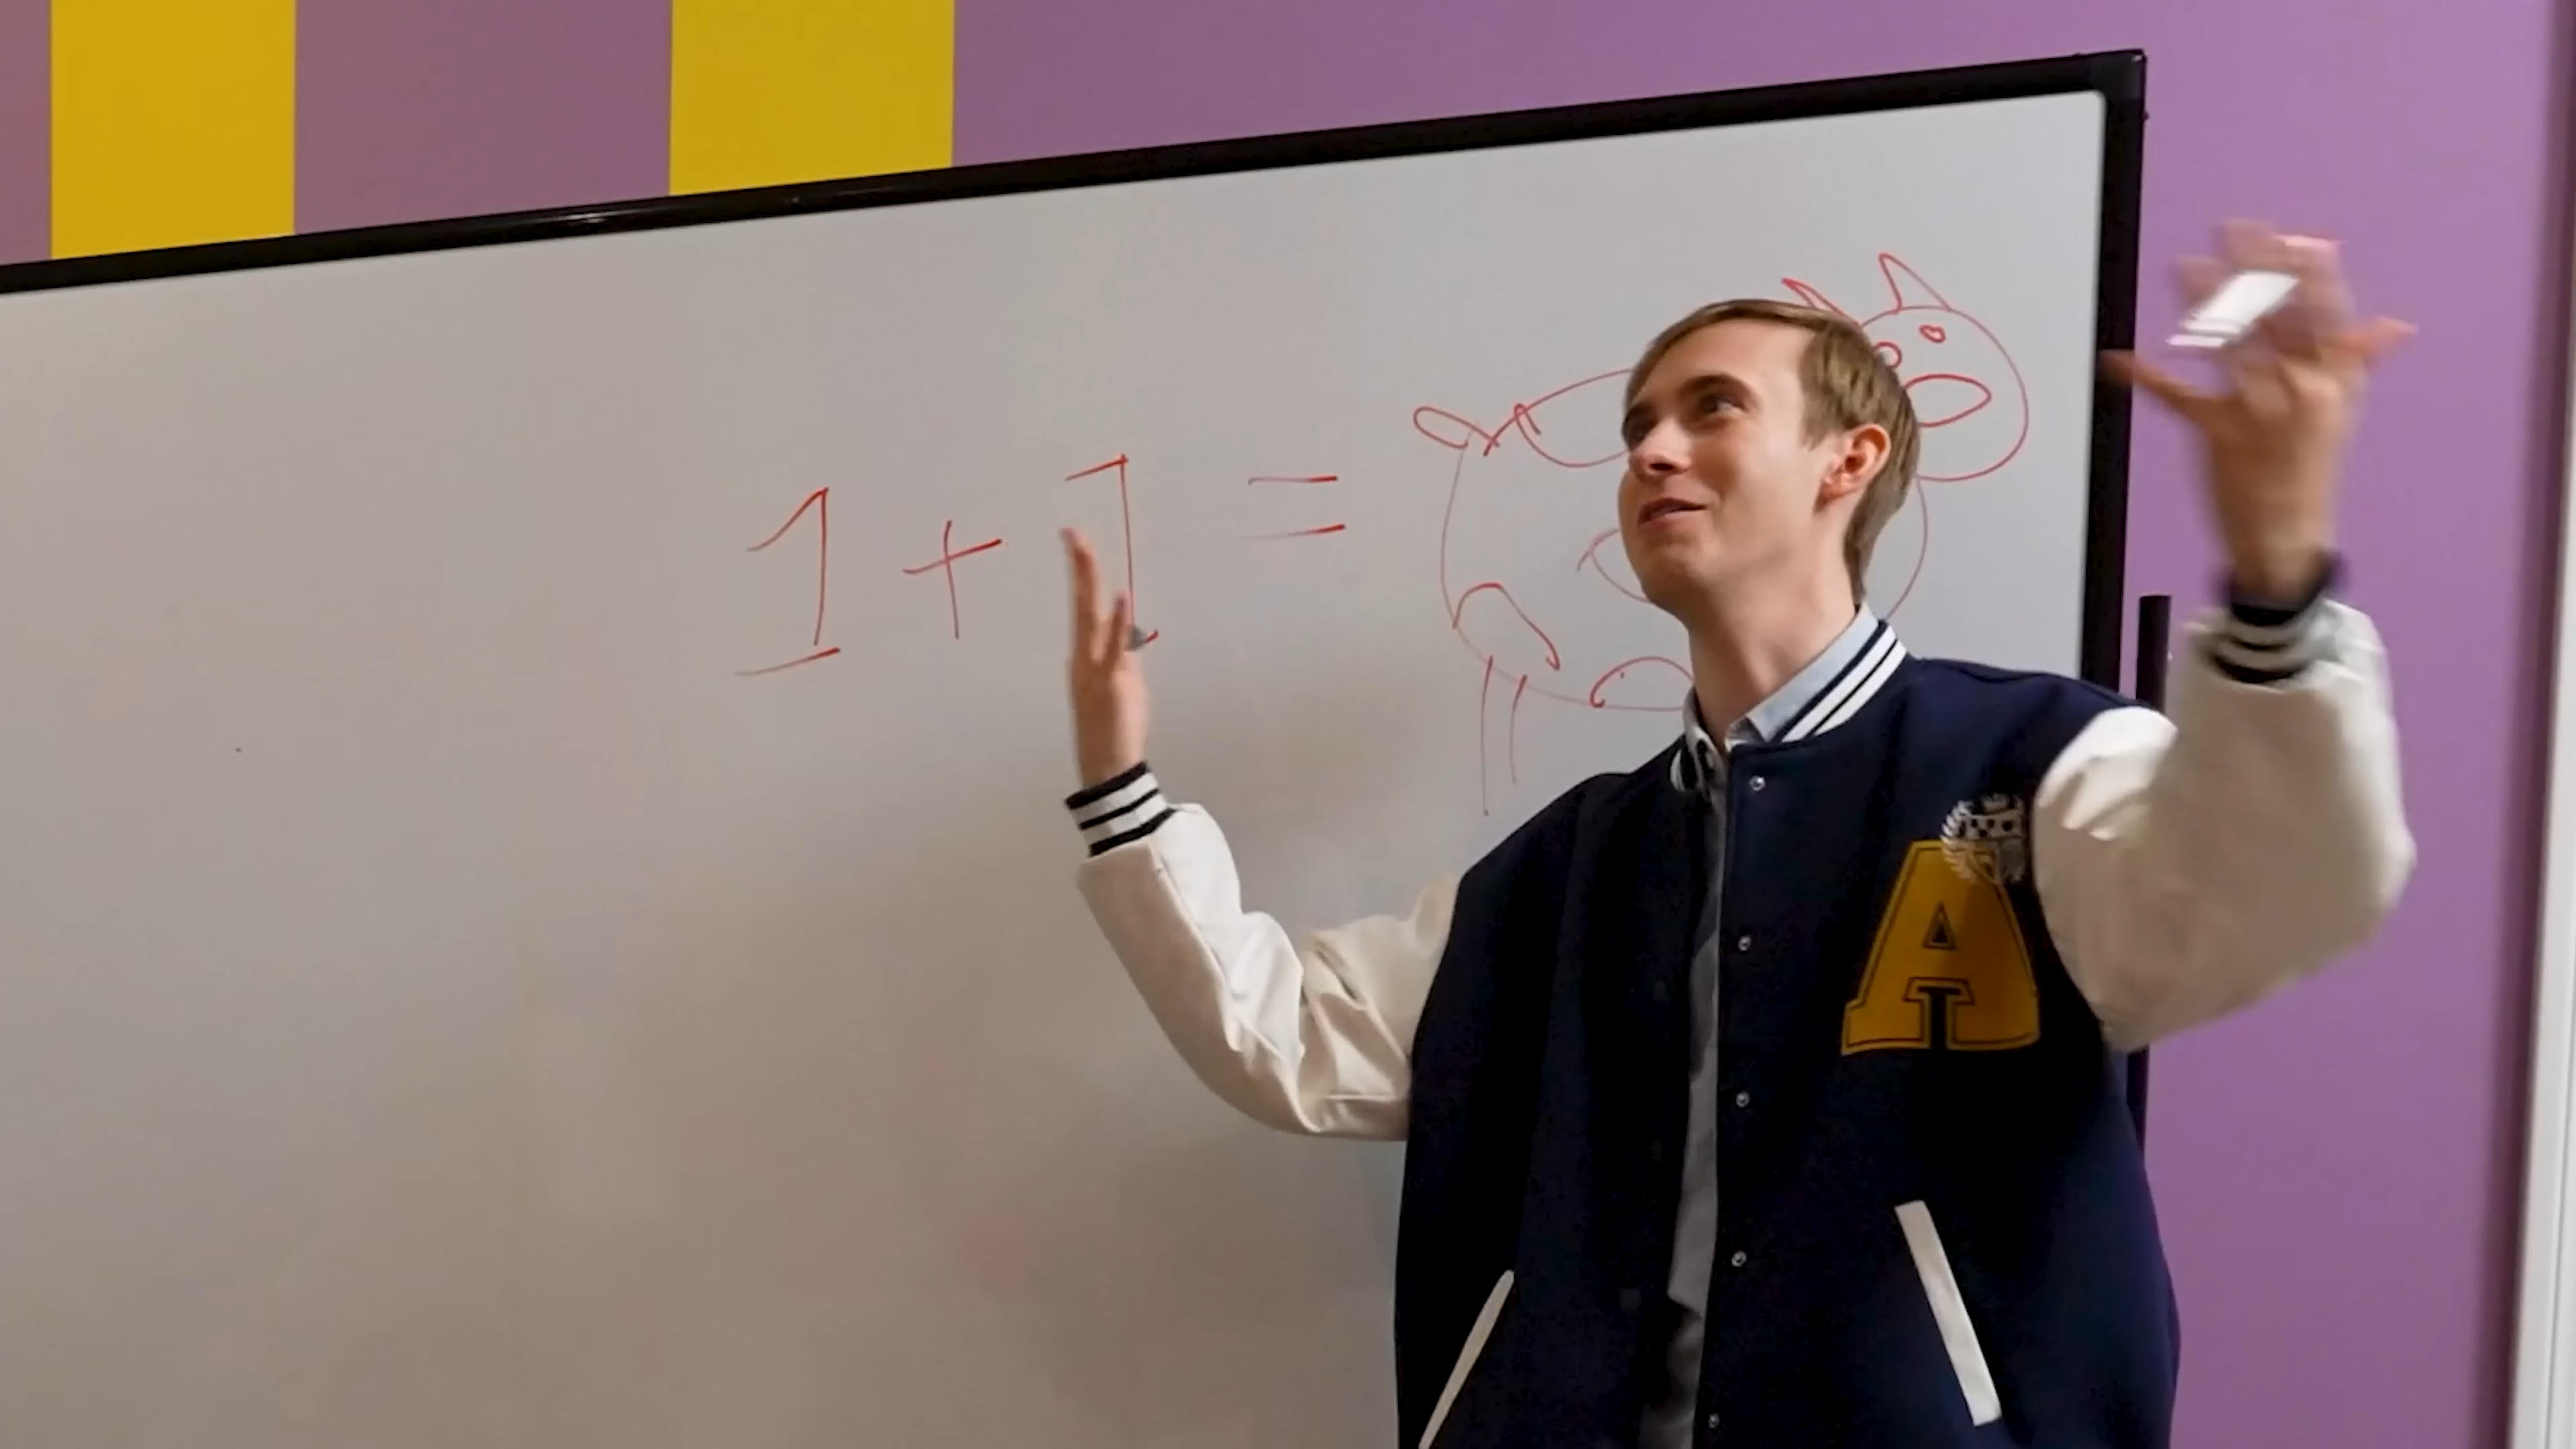 1 + 1 =
A